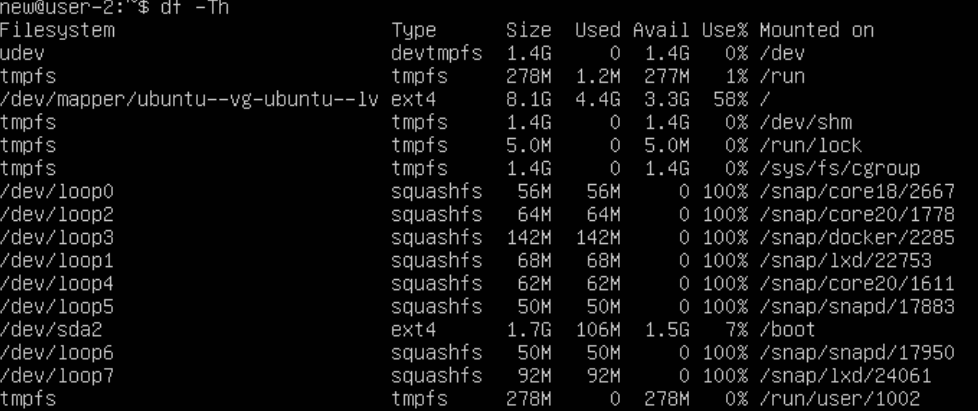 new@user-2:~$ df -Th
Filesystem Type Size Used Avail Use% Mounted on
udev devtmpfs 1.4G 0 1.4G 0% /dev
tmpfs tmpfs 278M 1.2M 277M 1% /run
/dev/mapper/ubuntu--vg-ubuntu--lv ext4 8.1G 4.4G 3.3G 58% /
tmpfs tmpfs 1.4G 0 1.4G 0% /dev/shm
tmpfs tmpfs 5.0M 0 5.0M 0% /run/lock
tmpfs tmpfs 1.4G 0 1.4G 0% /sys/fs/cgroup
/dev/loop0 squashfs 56M 56M 0 100% /snap/core18/2667
/dev/loop2 squashfs 64M 64M 0 100% /snap/core20/1778
/dev/loop3 squashfs 142M 142M 0 100% /snap/docker/2285
/dev/loop1 squashfs 68M 68M 0 100% /snap/lxd/22753
/dev/loop4 squashfs 62M 62M 0 100% /snap/core20/1611
/dev/loop5 squashfs 50M 50M 0 100% /snap/snapd/17883
/dev/sda2 ext4 1.7G 106M 1.5G 7% /boot
/dev/loop6 squashfs 50M 50M 0 100% /snap/snapd/17950
/dev/loop7 squashfs 92M 92M 0 100% /snap/lxd/24061
tmpfs tmpfs 278M 0 278M 0% /run/user/1002